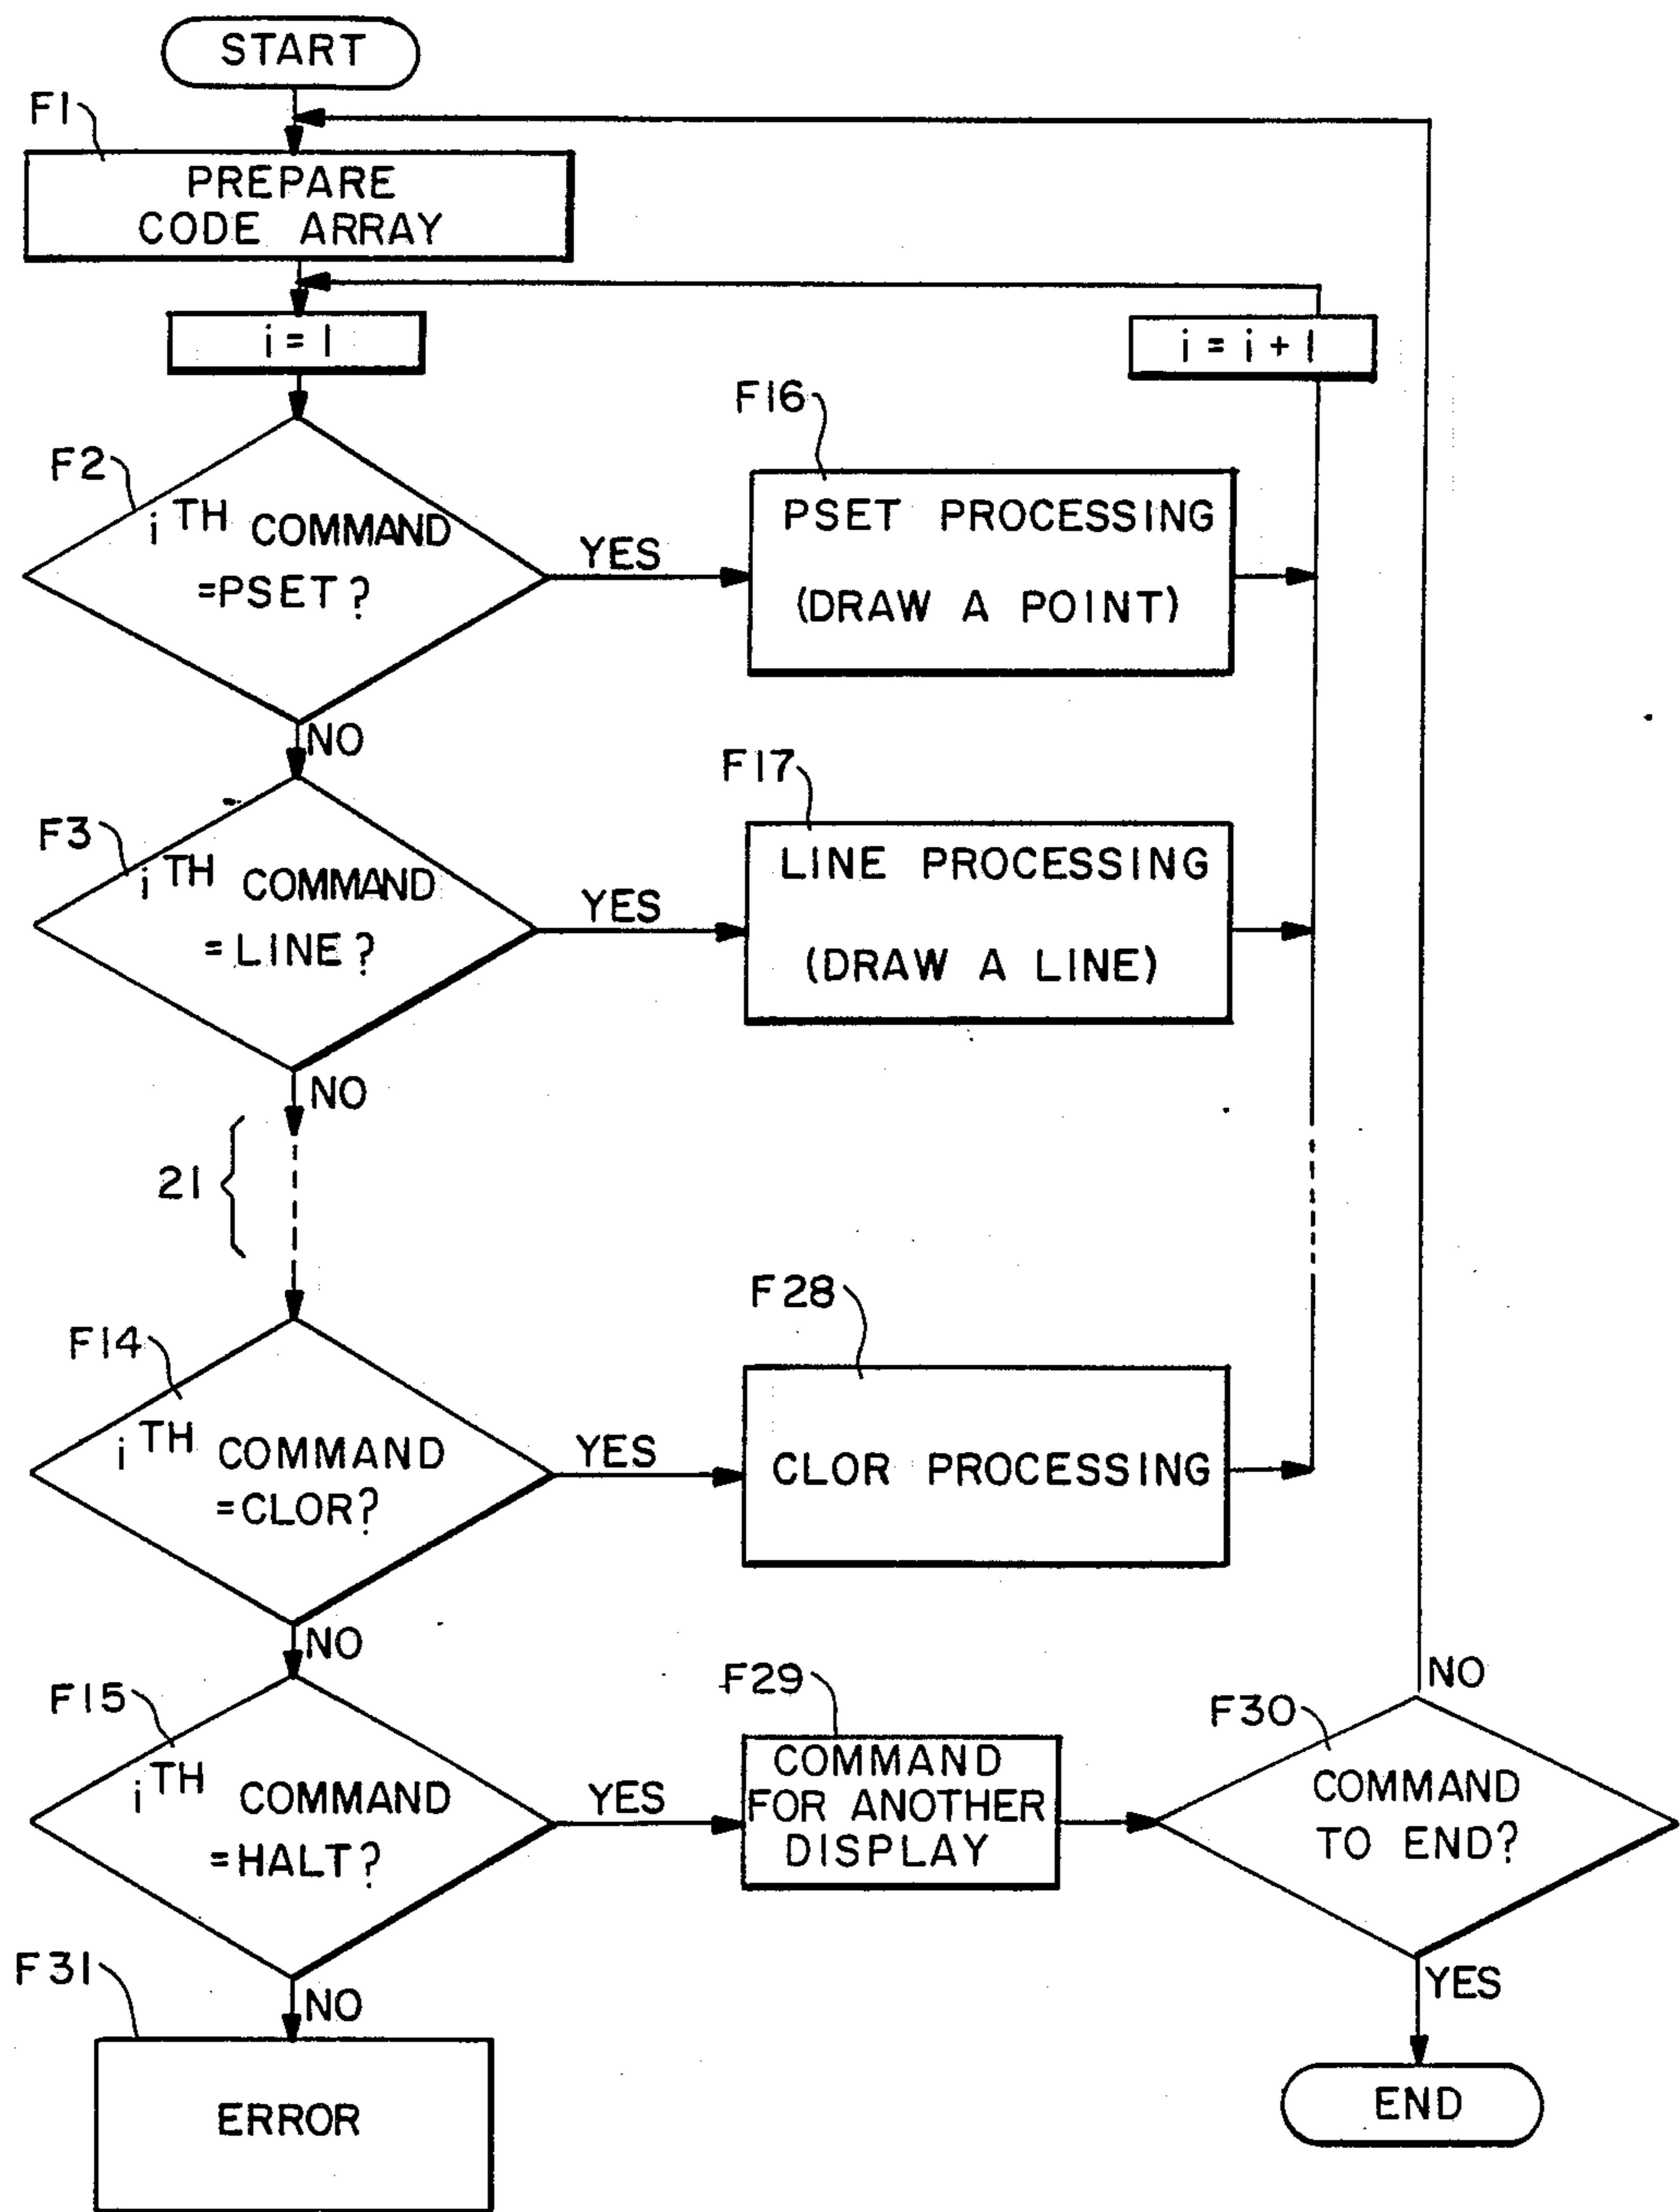 START
F1
PREPARE
CODE ARRAY
i = 1
i = i + 1
F2
i TH COMMAND
=PSET?
YES
NO
F16
PSET PROCESSING
(DRAW A POINT)
F3
i TH COMMAND
=LINE?
YES
NO
F17
LINE PROCESSING
(DRAW A LINE)
21
F14
i TH COMMAND
=CLOR?
YES
NO
F28
CLOR PROCESSING
F15
i TH COMMAND
=HALT?
YES
NO
F29
COMMAND
FOR ANOTHER
DISPLAY
F30
COMMAND
TO END?
NO
YES
F31
ERROR
END